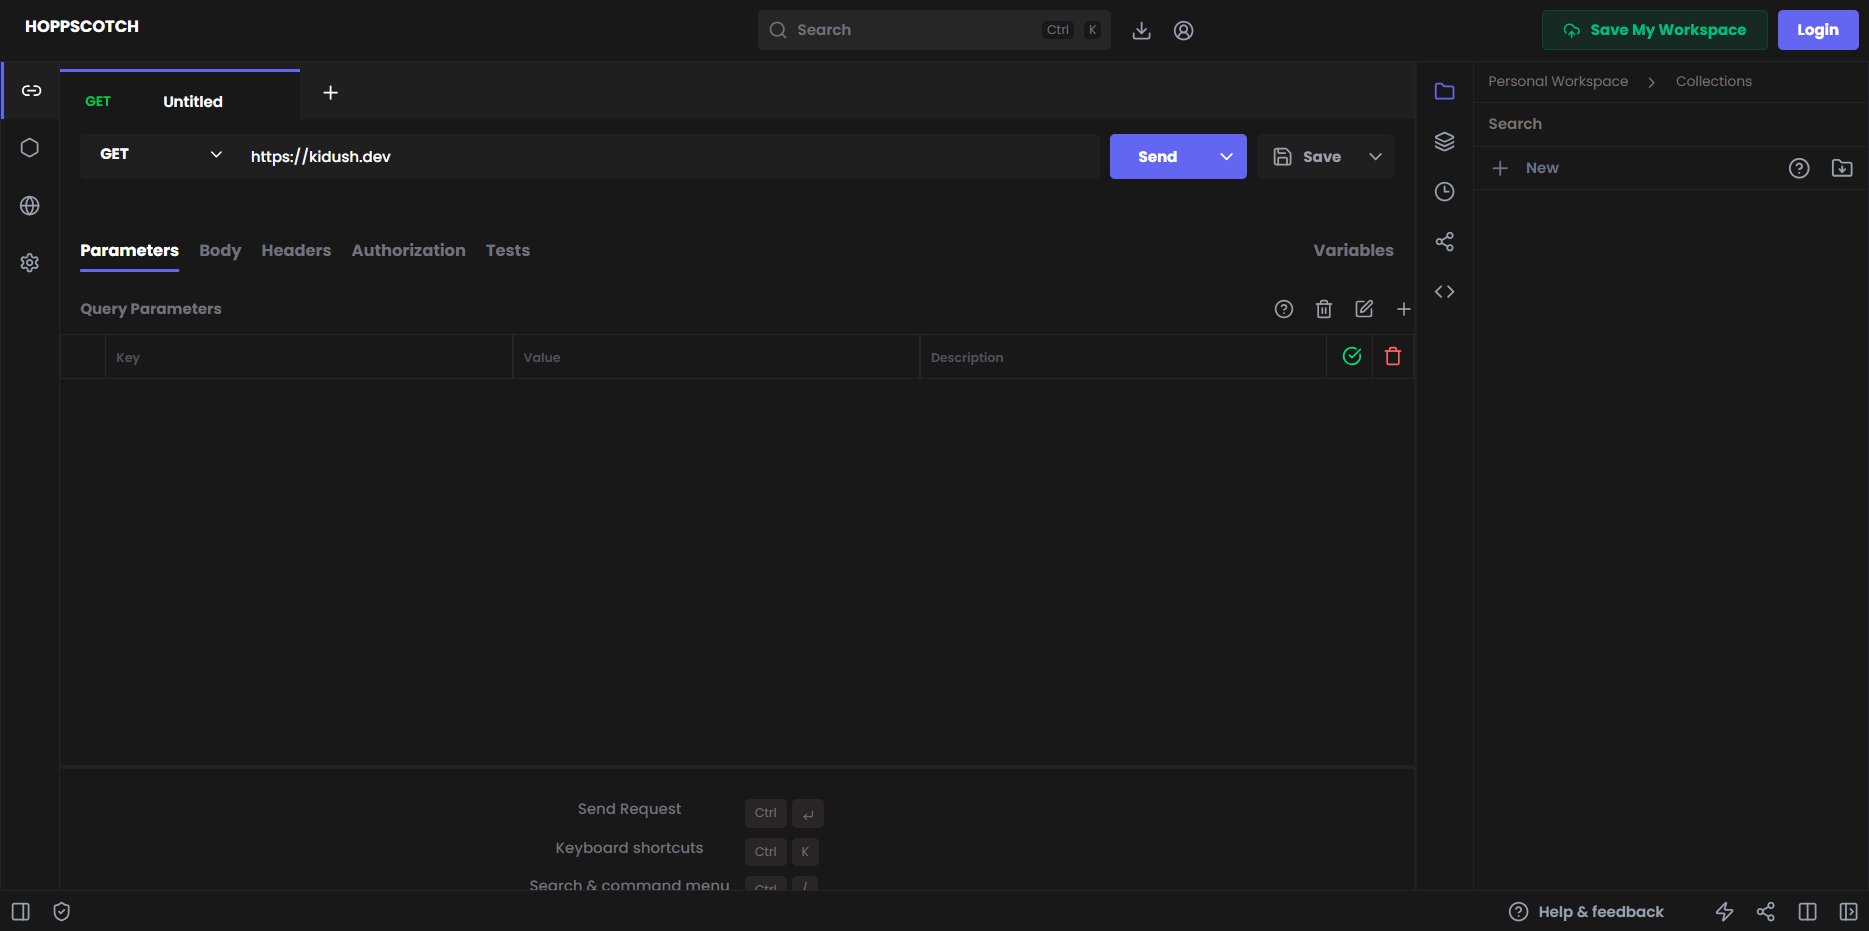 HOPPSCOTCH
Search Ctrl K
Save My Workspace
Login
GET Untitled
GET https://kidush.dev
Send
Save
Parameters Body Headers Authorization Tests Variables
Query Parameters
Key Value Description
Send Request Ctrl ↵
Keyboard shortcuts Ctrl K
Search & command menu Ctrl /
Personal Workspace > Collections
Search
+ New
Help & feedback